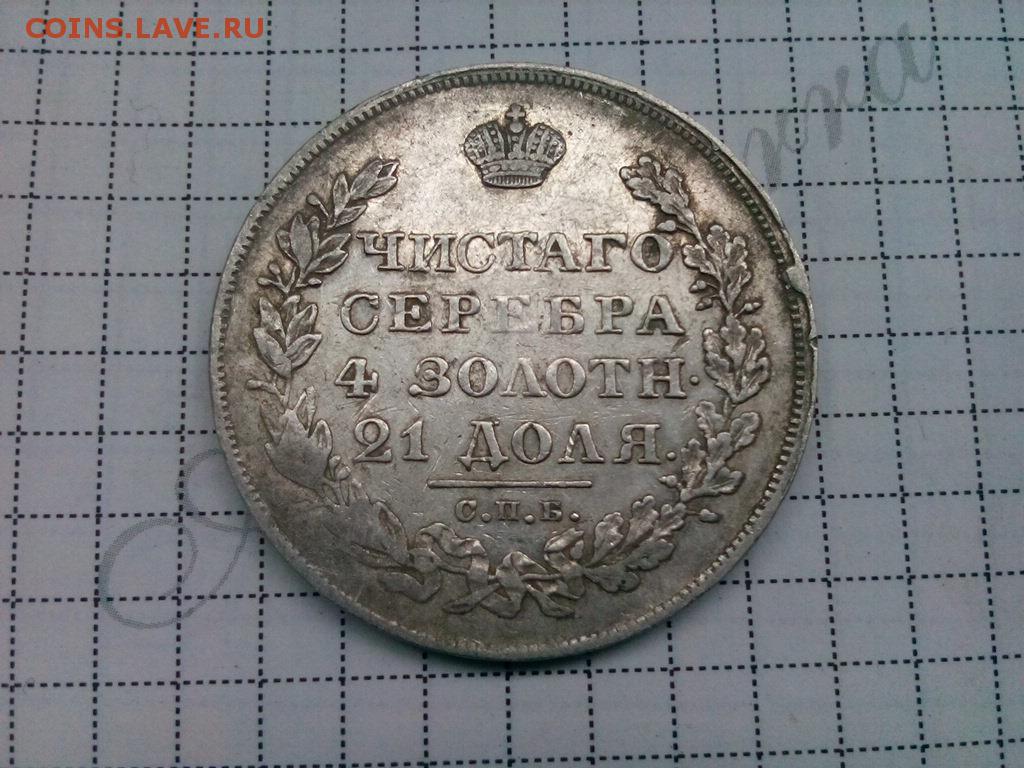 COINS.LAVE.RU
ЧИСТАГО
СЕРЕБРА
4 ЗОЛОТН.
21 ДОЛЯ.
С.П.Б.